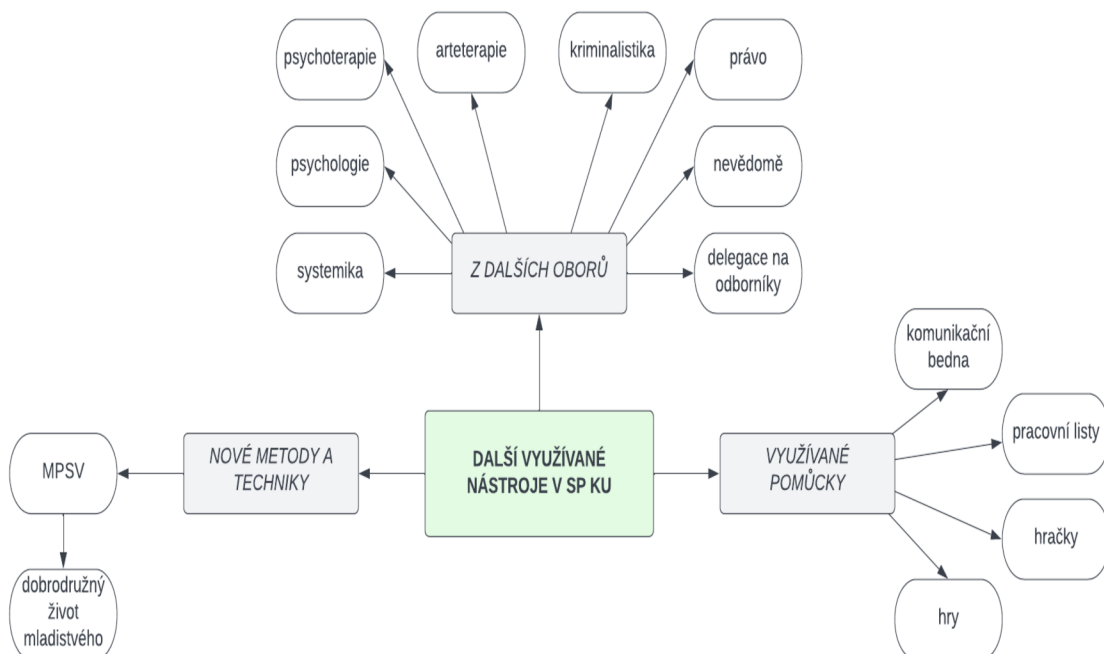 psychoterapie
arteterapie
kriminalistika
právo
psychologie
nevědomě
systemika
Z DALŠÍCH OBORŮ
delegace na
odborníky
komunikační
bedna
pracovní listy
MPSV
NOVÉ METODY A
TECHNIKY
DALŠÍ VYUŽÍVANÉ
NÁSTROJE V SP KU
VYUŽÍVANÉ
POMŮCKY
hračky
dobrodružný
život
mladistvého
hry